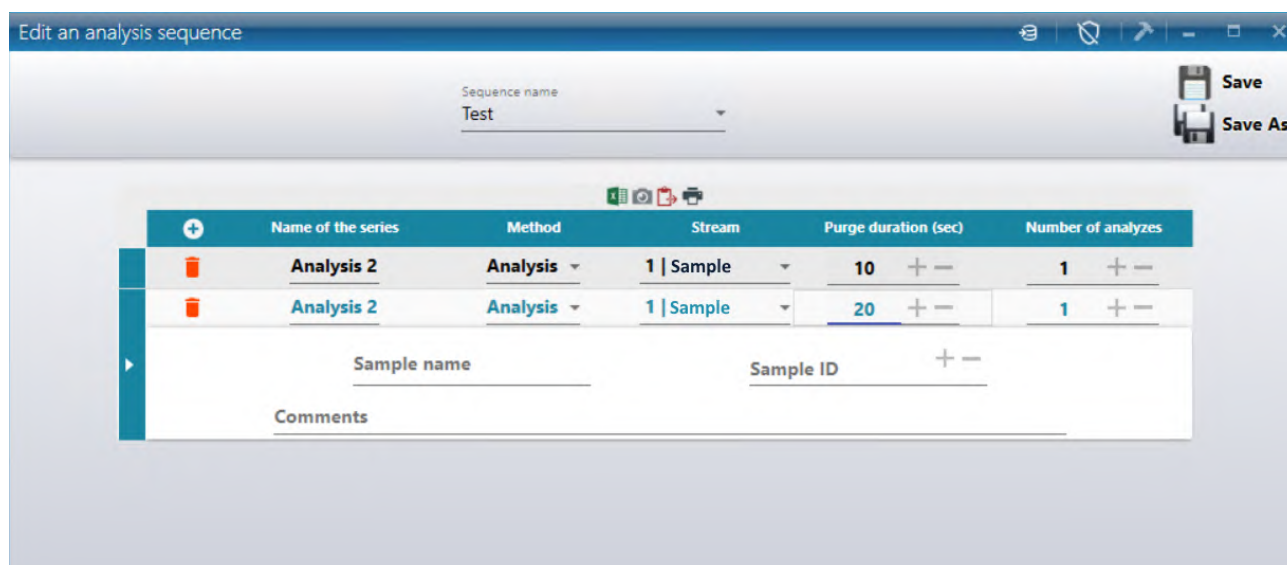 Edit an analysis sequence
Sequence name
Test
Save
Save As
Name of the series Method Stream Purge duration (sec) Number of analyzes
Analysis 2 Analysis 1 | Sample 10 1
Analysis 2 Analysis 1 | Sample 20 1
Sample name Sample ID
Comments